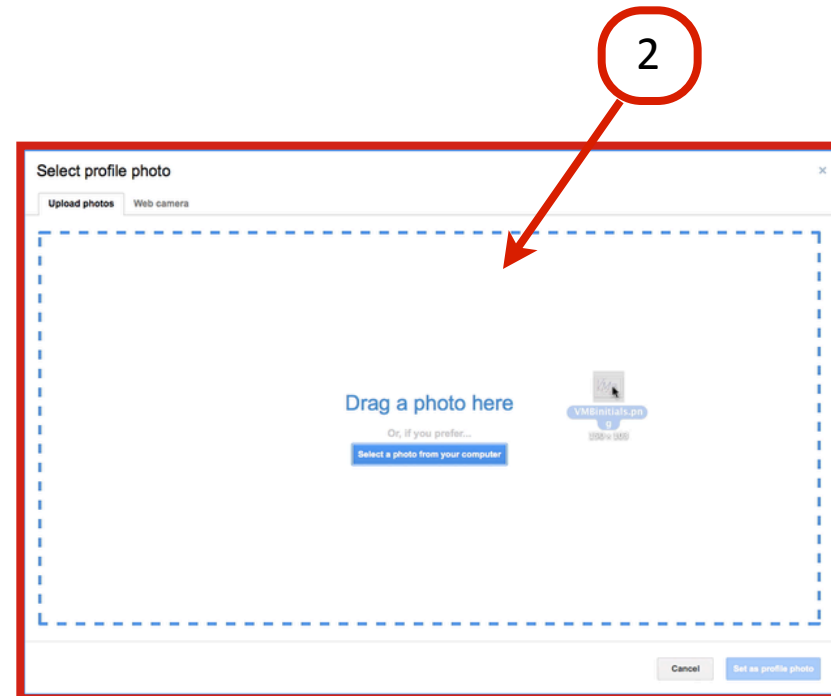 2
Select profile photo
×
Upload photos Web camera
Drag a photo here
Or, if you prefer...
Select a photo from your computer
VMBinitials.pn
g
Cancel Set as profile photo